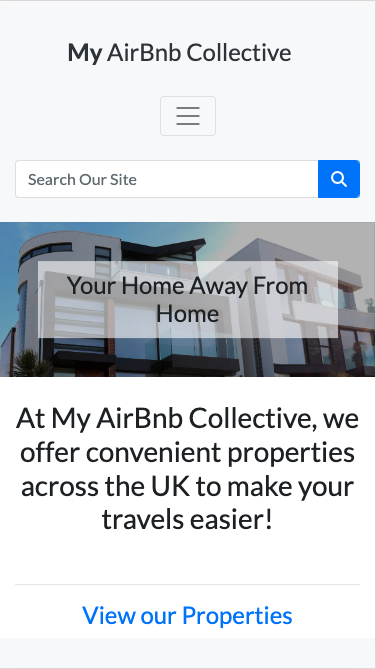 My AirBnb Collective
Search Our Site
Your Home Away From
Home
At My AirBnb Collective, we
offer convenient properties
across the UK to make your
travels easier!
View our Properties